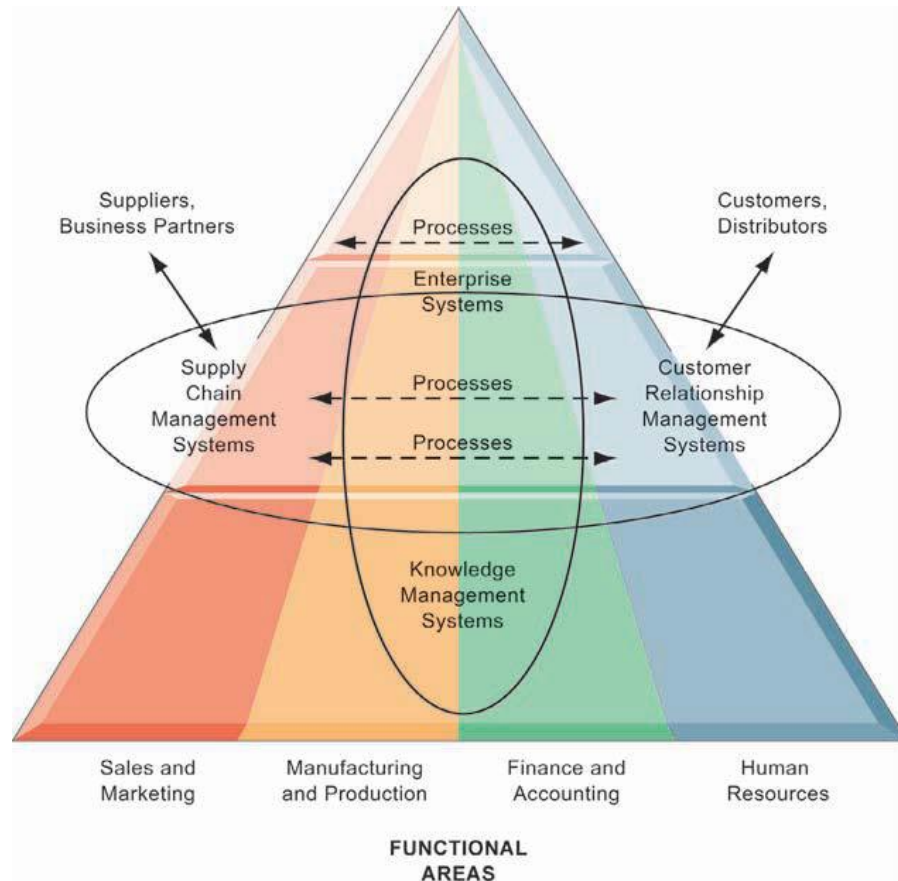 Suppliers,
Business Partners
Customers,
Distributors
Processes
Enterprise
Systems
Supply
Chain
Management
Systems
Processes
Processes
Customer
Relationship
Management
Systems
Knowledge
Management
Systems
Sales and
Marketing
Manufacturing
and Production
Finance and
Accounting
Human
Resources
FUNCTIONAL
AREAS